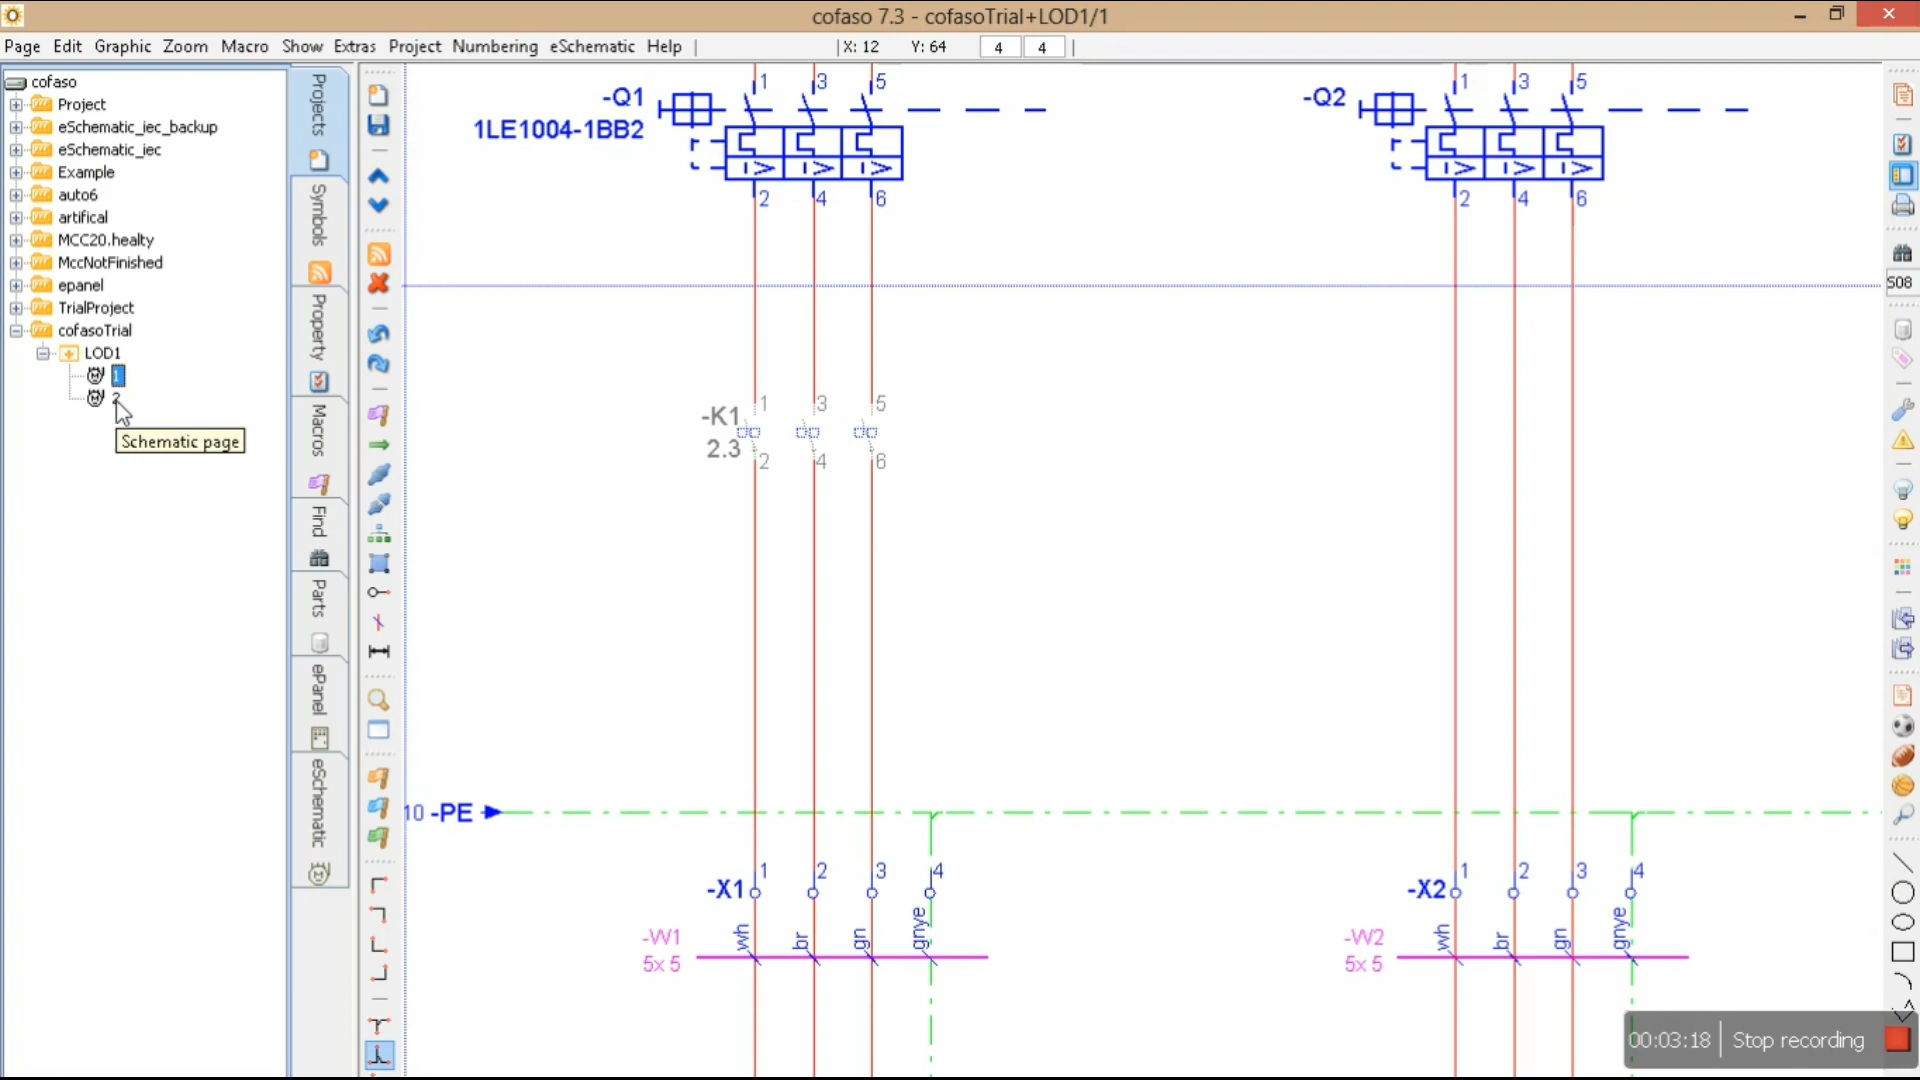 cofaso 7.3 - cofasoTrial+LOD1/1
Page Edit Graphic Zoom Macro Show Extras Project Numbering eSchematic Help | |X: 12 Y: 64 4 4 |
cofaso
Project
eSchematic_iec_backup
eSchematic_iec
Example
auto6
artifical
MCC20.healty
MccNotFinished
epanel
TrialProject
cofasoTrial
LOD1
1
2
Schematic page
Projects
Symbols
Property
Macros
Find
Parts
ePanel
eSchematic
-Q1
1LE1004-1BB2
1 3 5
I> I> I>
2 4 6
-Q2
1 3 5
I> I> I>
2 4 6
S08
-K1
2.3
1 3 5
2 4 6
10 -PE
-X1
1 2 3 4
wh br gn gnye
-W1
5x 5
-X2
1 2 3 4
wh br gn gnye
-W2
5x 5
00:03:18 Stop recording